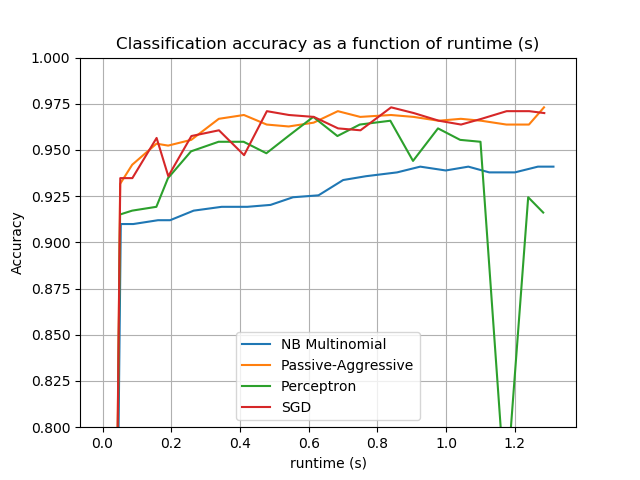 Classification accuracy as a function of runtime (s)
1.000
0.975
0.950
0.925
0.900
0.875
0.850
0.825
0.800
Accuracy
NB Multinomial
Passive-Aggressive
Perceptron
SGD
0.0 0.2 0.4 0.6 0.8 1.0 1.2
runtime (s)